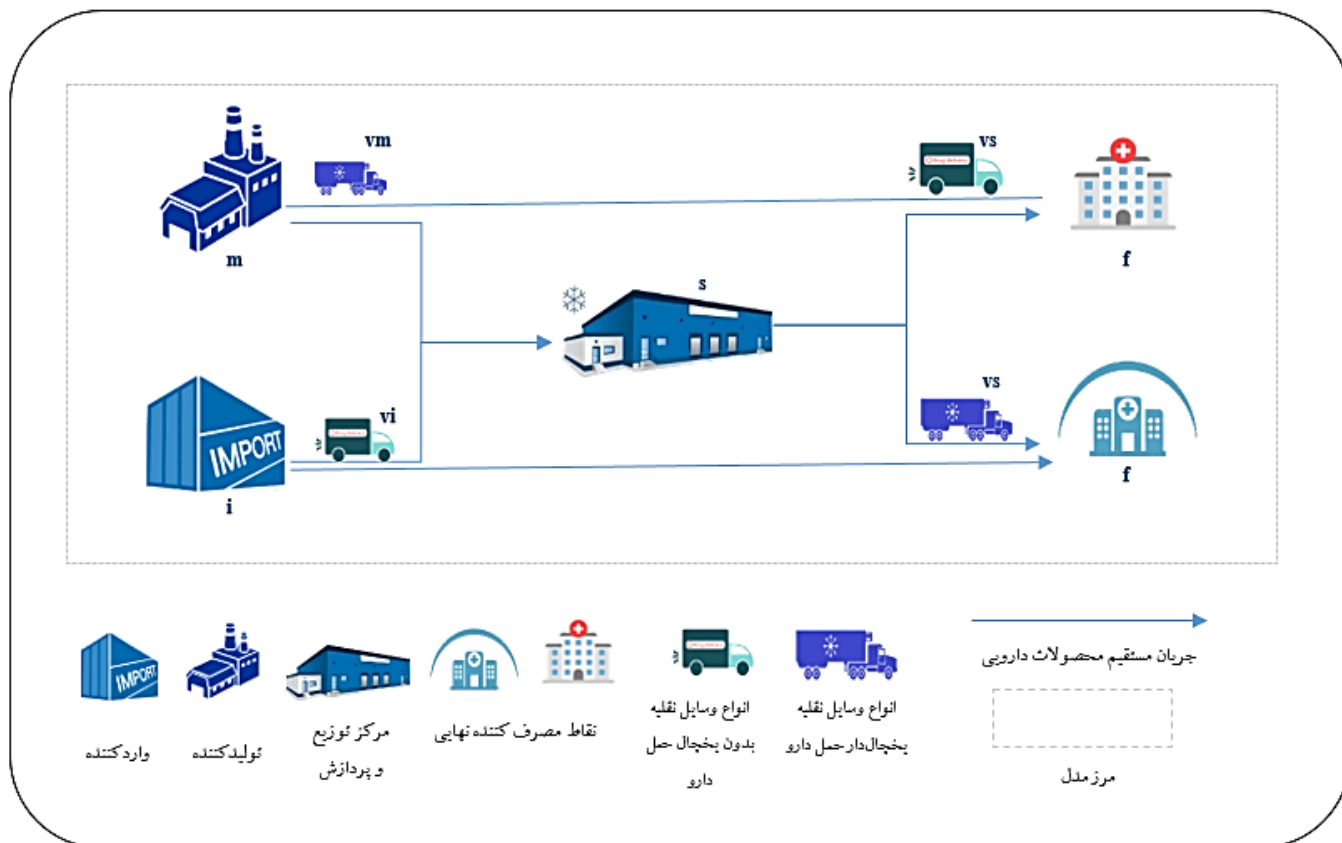 vm
vs
m
f
s
IMPORT
vi
i
vs
f
IMPORT
واردکننده
تولیدکننده
مرکز توزیع
و پردازش
نقاط مصرف کننده نهایی
انواع وسایل نقلیه
بدون یخچال حمل
دارو
انواع وسایل نقلیه
یخچال‌دار حمل دارو
جریان مستقیم محصولات دارویی
مرز مدل